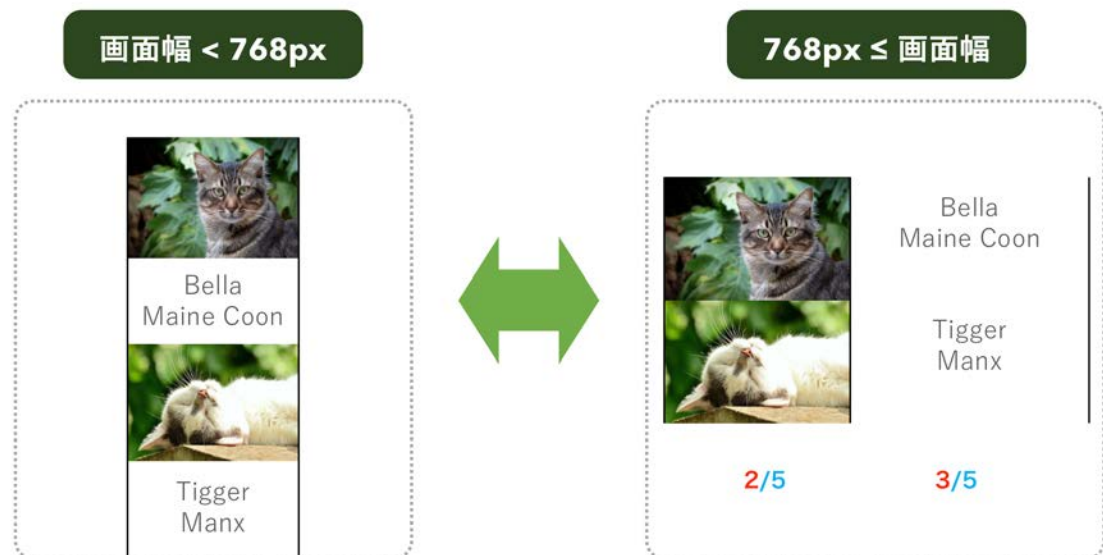 画面幅 < 768px
768px ≤ 画面幅
Bella
Maine Coon
Tigger
Manx
Bella
Maine Coon
Tigger
Manx
2/5
3/5